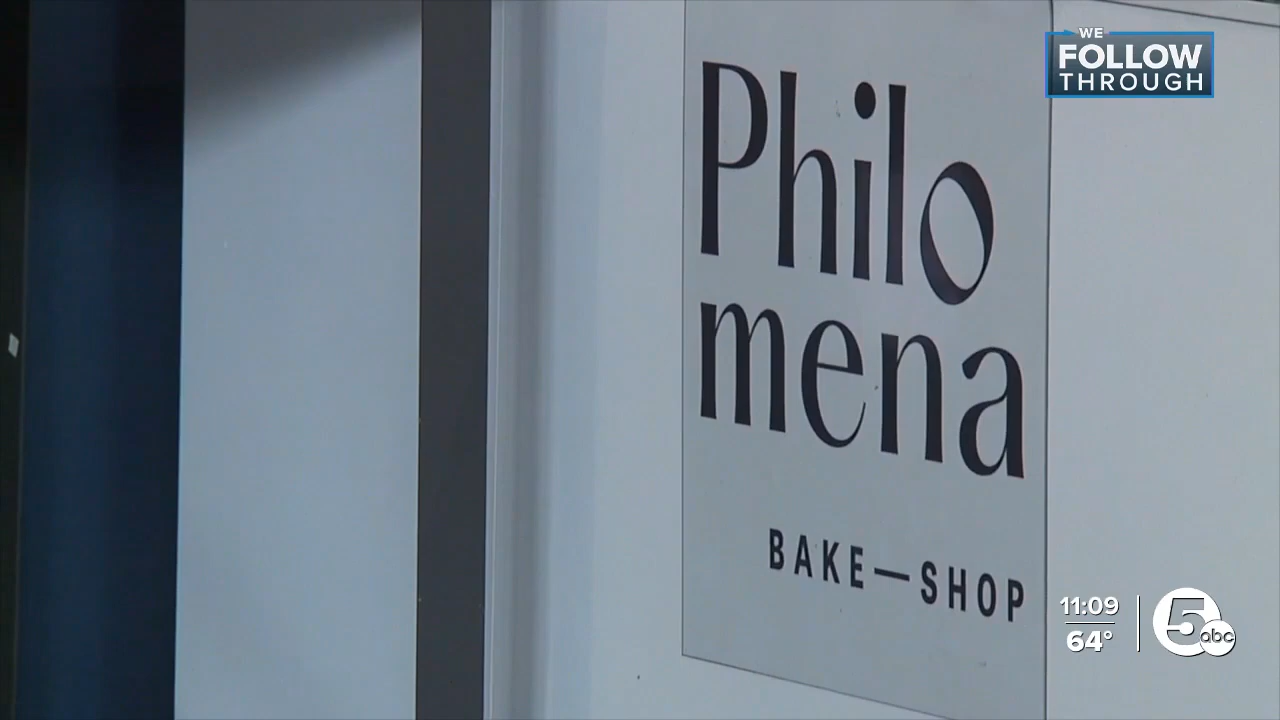 WE
FOLLOW
THROUGH
Philo
mena
BAKE—SHOP
11:09
64°
5
abc